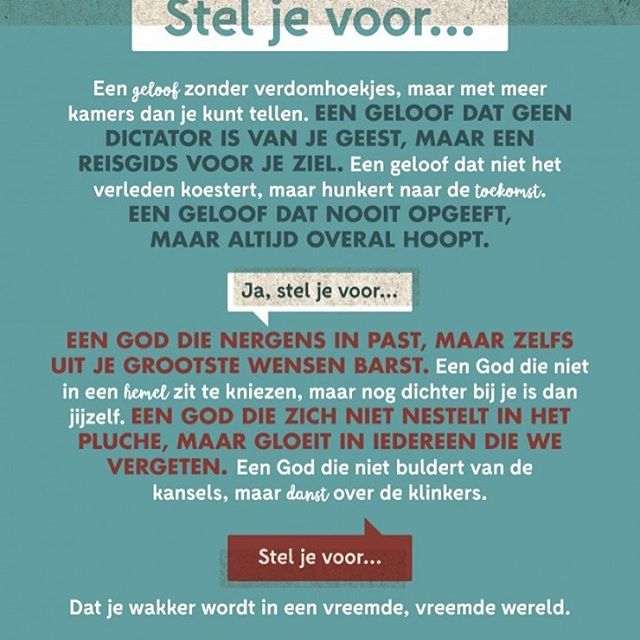 Stel je voor...
Een geloof zonder verdomhoekjes, maar met meer
kamers dan je kunt tellen. EEN GELOOF DAT GEEN
DICTATOR IS VAN JE GEEST, MAAR EEN
REISGIDS VOOR JE ZIEL. Een geloof dat niet het
verleden koestert, maar hunkert naar de toekomst.
EEN GELOOF DAT NOOIT OPGEEFT,
MAAR ALTIJD OVERAL HOOPT.
Ja, stel je voor...
EEN GOD DIE NERGENS IN PAST, MAAR ZELFS
UIT JE GROOTSTE WENSEN BARST. Een God die niet
in een hemel zit te kniezen, maar nog dichter bij je is dan
jijzelf. EEN GOD DIE ZICH NIET NESTELT IN HET
PLUCHE, MAAR GLOEIT IN IEDEREEN DIE WE
VERGETEN. Een God die niet buldert van de
kansels, maar danst over de klinkers.
Stel je voor...
Dat je wakker wordt in een vreemde, vreemde wereld.